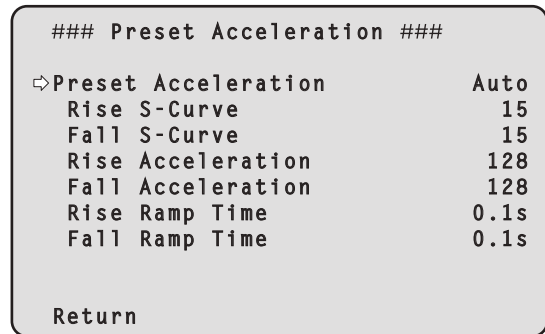 ### Preset Acceleration ###
⇨Preset Acceleration Auto
Rise S-Curve 15
Fall S-Curve 15
Rise Acceleration 128
Fall Acceleration 128
Rise Ramp Time 0.1s
Fall Ramp Time 0.1s
Return